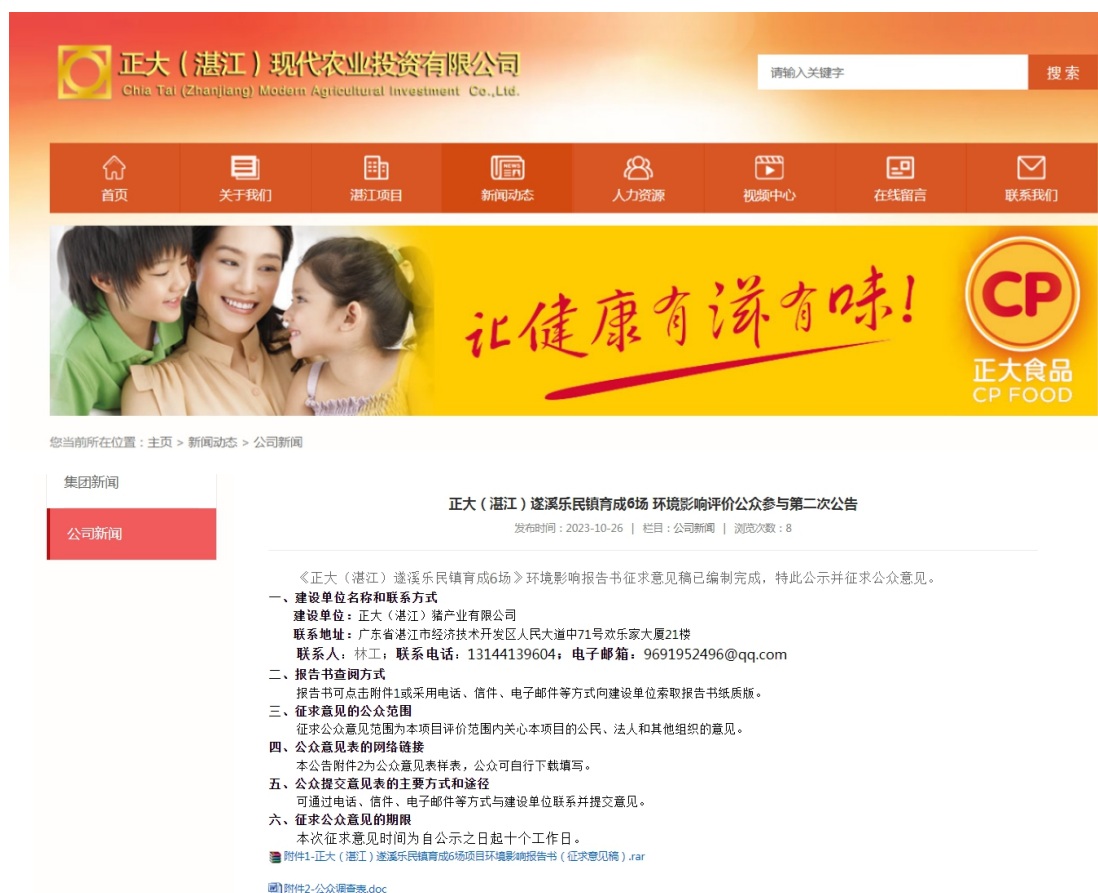 正大（湛江）现代农业投资有限公司
Chia Tai (Zhanjiang) Modern Agricultural Investment Co.,Ltd.
请输入关键字
搜 索
首页
关于我们
湛江项目
NEWS
新闻动态
人力资源
视频中心
在线留言
联系我们
让健康有滋有味!
CP
正大食品
CP FOOD
您当前所在位置：主页 > 新闻动态 > 公司新闻
集团新闻
公司新闻
正大（湛江）遂溪乐民镇育成6场 环境影响评价公众参与第二次公告
发布时间：2023-10-26 | 栏目：公司新闻 | 浏览次数：8
《正大（湛江）遂溪乐民镇育成6场》环境影响报告书征求意见稿已编制完成，特此公示并征求公众意见。
一、建设单位名称和联系方式
建设单位：正大（湛江）猪产业有限公司
联系地址：广东省湛江市经济技术开发区人民大道中71号欢乐家大厦21楼
联系人：林工；联系电话：13144139604；电子邮箱：9691952496@qq.com
二、报告书查阅方式
报告书可点击附件1或采用电话、信件、电子邮件等方式向建设单位索取报告书纸质版。
三、征求意见的公众范围
征求公众意见范围为本项目评价范围内关心本项目的公民、法人和其他组织的意见。
四、公众意见表的网络链接
本公告附件2为公众意见表样表，公众可自行下载填写。
五、公众提交意见表的主要方式和途径
可通过电话、信件、电子邮件等方式与建设单位联系并提交意见。
六、征求公众意见的期限
本次征求意见时间为自公示之日起十个工作日。
附件1-正大（湛江）遂溪乐民镇育成6场项目环境影响报告书（征求意见稿）.rar
附件2-公众调查表.doc